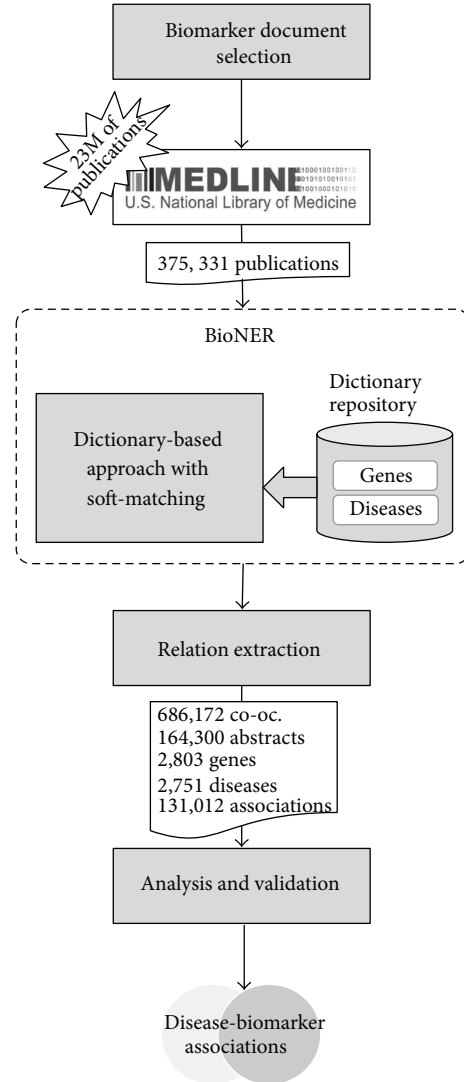 Biomarker document
selection
23M of
publications
MEDLINE
U.S. National Library of Medicine
375, 331 publications
BioNER
Dictionary-based
approach with
soft-matching
Dictionary
repository
Genes
Diseases
Relation extraction
686,172 co-oc.
164,300 abstracts
2,803 genes
2,751 diseases
131,012 associations
Analysis and validation
Disease-biomarker
associations